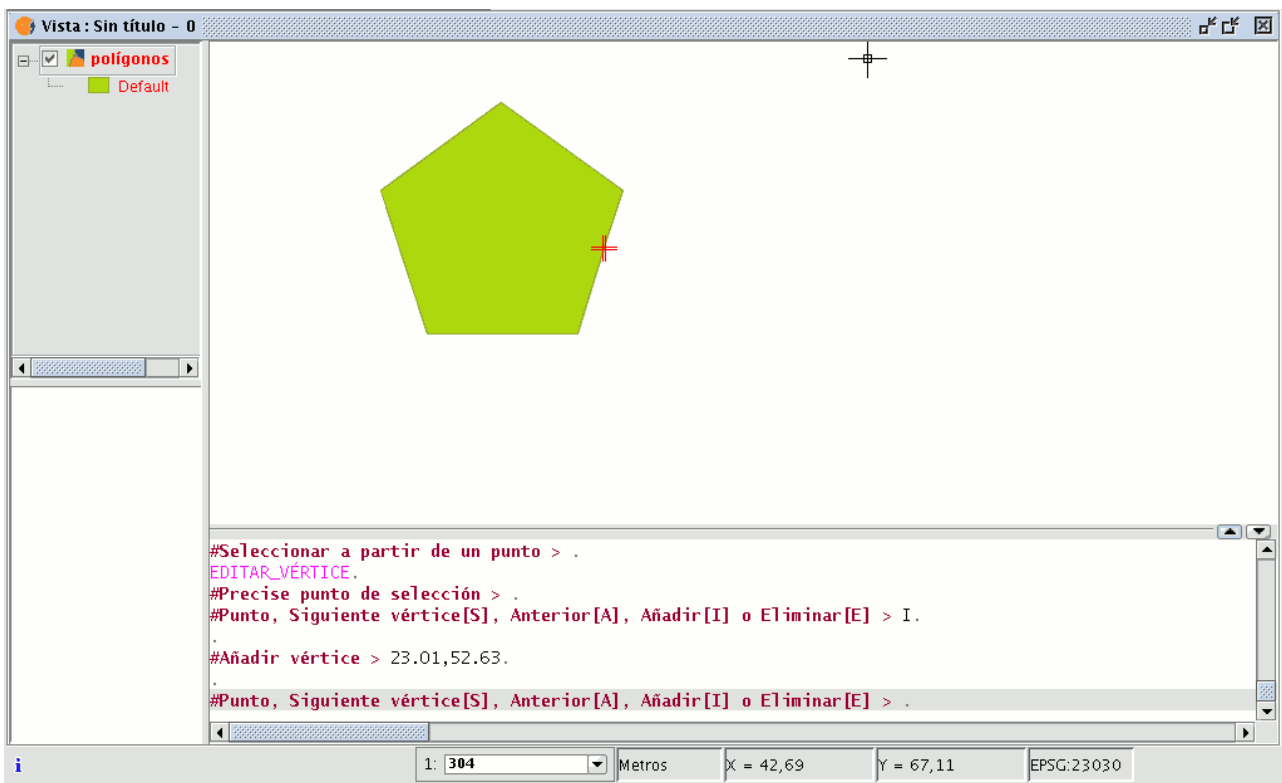 Vista : Sin título - 0
polígonos
Default
#Seleccionar a partir de un punto > .
EDITAR_VÉRTICE.
#Precise punto de selección > .
#Punto, Siguiente vértice[S], Anterior[A], Añadir[I] o Eliminar[E] > I.
.
#Añadir vértice > 23.01,52.63.
.
#Punto, Siguiente vértice[S], Anterior[A], Añadir[I] o Eliminar[E] > .
i 1: 304 Metros X = 42,69 Y = 67,11 EPSG:23030